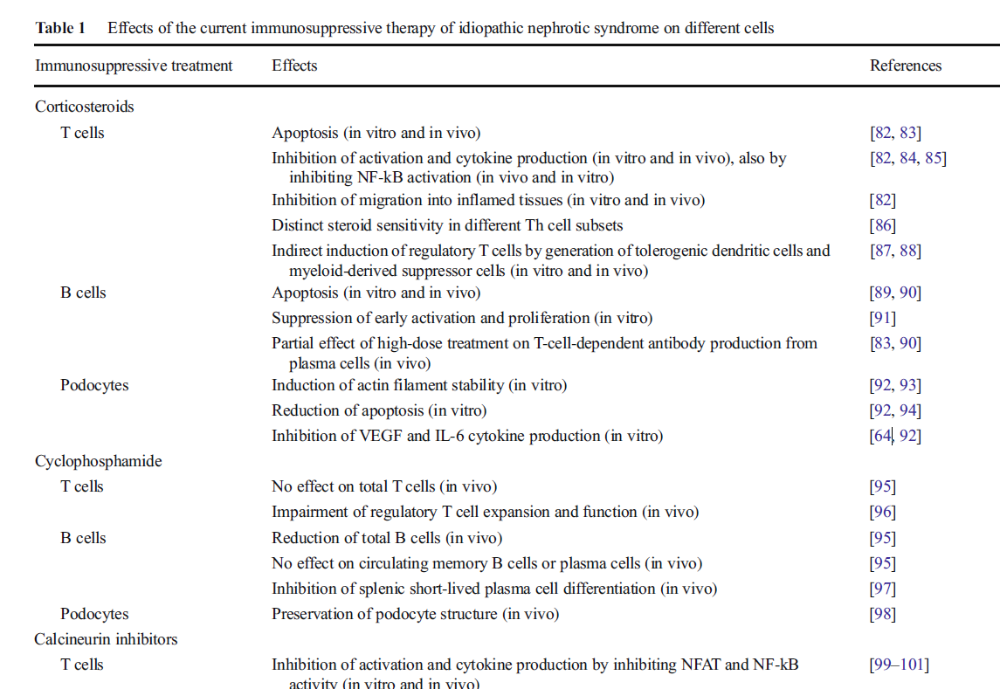 Table 1 Effects of the current immunosuppressive therapy of idiopathic nephrotic syndrome on different cells
Immunosuppressive treatment Effects References
Corticosteroids
T cells Apoptosis (in vitro and in vivo) [82, 83]
Inhibition of activation and cytokine production (in vitro and in vivo), also by [82, 84, 85]
inhibiting NF-kB activation (in vivo and in vitro)
Inhibition of migration into inflamed tissues (in vitro and in vivo) [82]
Distinct steroid sensitivity in different Th cell subsets [86]
Indirect induction of regulatory T cells by generation of tolerogenic dendritic cells and [87, 88]
myeloid-derived suppressor cells (in vitro and in vivo)
B cells Apoptosis (in vitro and in vivo) [89, 90]
Suppression of early activation and proliferation (in vitro) [91]
Partial effect of high-dose treatment on T-cell-dependent antibody production from [83, 90]
plasma cells (in vivo)
Podocytes Induction of actin filament stability (in vitro) [92, 93]
Reduction of apoptosis (in vitro) [92, 94]
Inhibition of VEGF and IL-6 cytokine production (in vitro) [64, 92]
Cyclophosphamide
T cells No effect on total T cells (in vivo) [95]
Impairment of regulatory T cell expansion and function (in vivo) [96]
B cells Reduction of total B cells (in vivo) [95]
No effect on circulating memory B cells or plasma cells (in vivo) [95]
Inhibition of splenic short-lived plasma cell differentiation (in vivo) [97]
Podocytes Preservation of podocyte structure (in vivo) [98]
Calcineurin inhibitors
T cells Inhibition of activation and cytokine production by inhibiting NFAT and NF-kB [99–101]
activity (in vitro and in vivo)